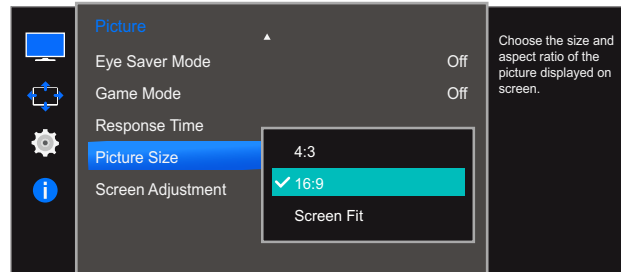 Picture
Eye Saver Mode Off
Game Mode Off
Response Time
Picture Size
Screen Adjustment
4:3
16:9
Screen Fit
Choose the size and
aspect ratio of the
picture displayed on
screen.